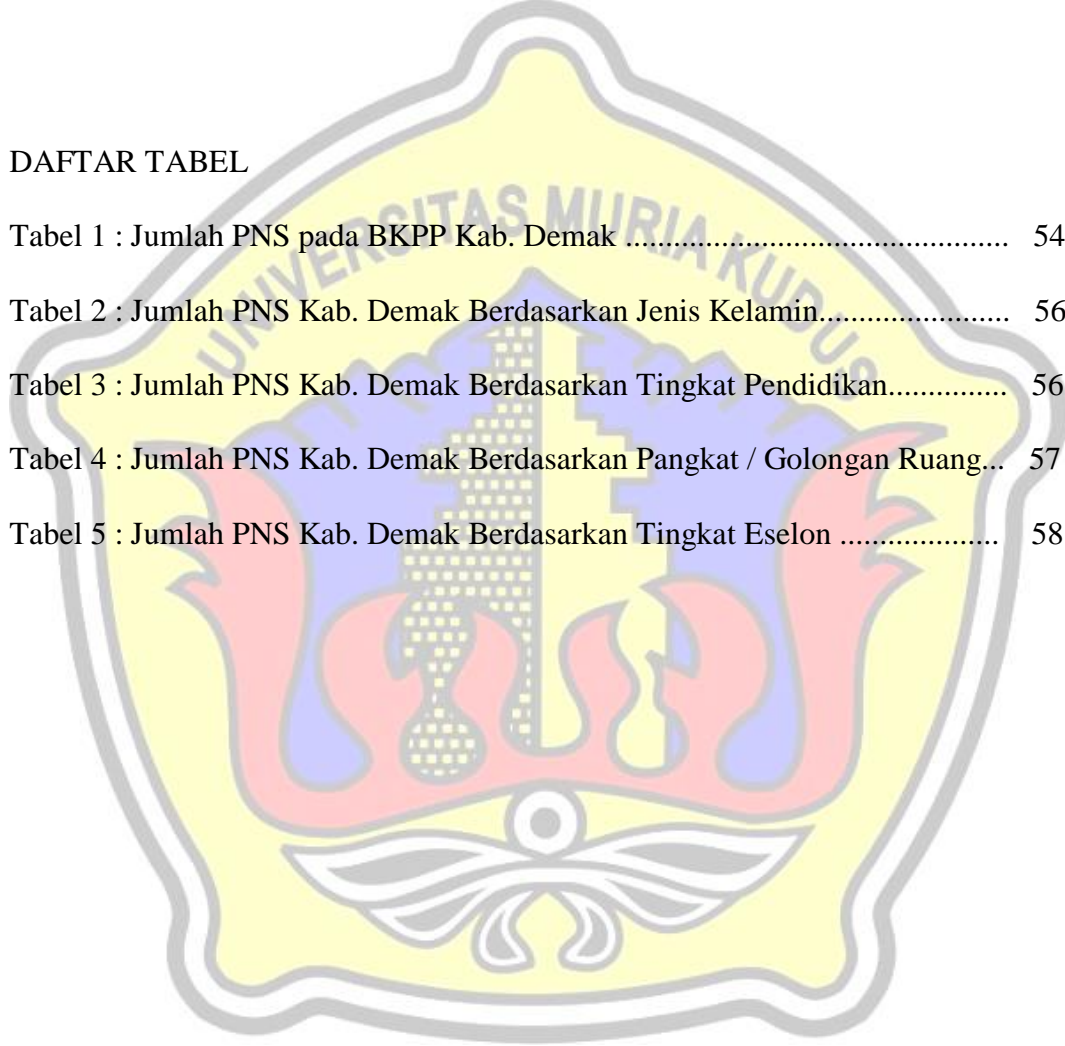 DAFTAR TABEL
UNIVERSITAS MURIA KUDUS
Tabel 1 : Jumlah PNS pada BKPP Kab. Demak ................................................ 54
Tabel 2 : Jumlah PNS Kab. Demak Berdasarkan Jenis Kelamin........................ 56
Tabel 3 : Jumlah PNS Kab. Demak Berdasarkan Tingkat Pendidikan............... 56
Tabel 4 : Jumlah PNS Kab. Demak Berdasarkan Pangkat / Golongan Ruang... 57
Tabel 5 : Jumlah PNS Kab. Demak Berdasarkan Tingkat Eselon .................... 58